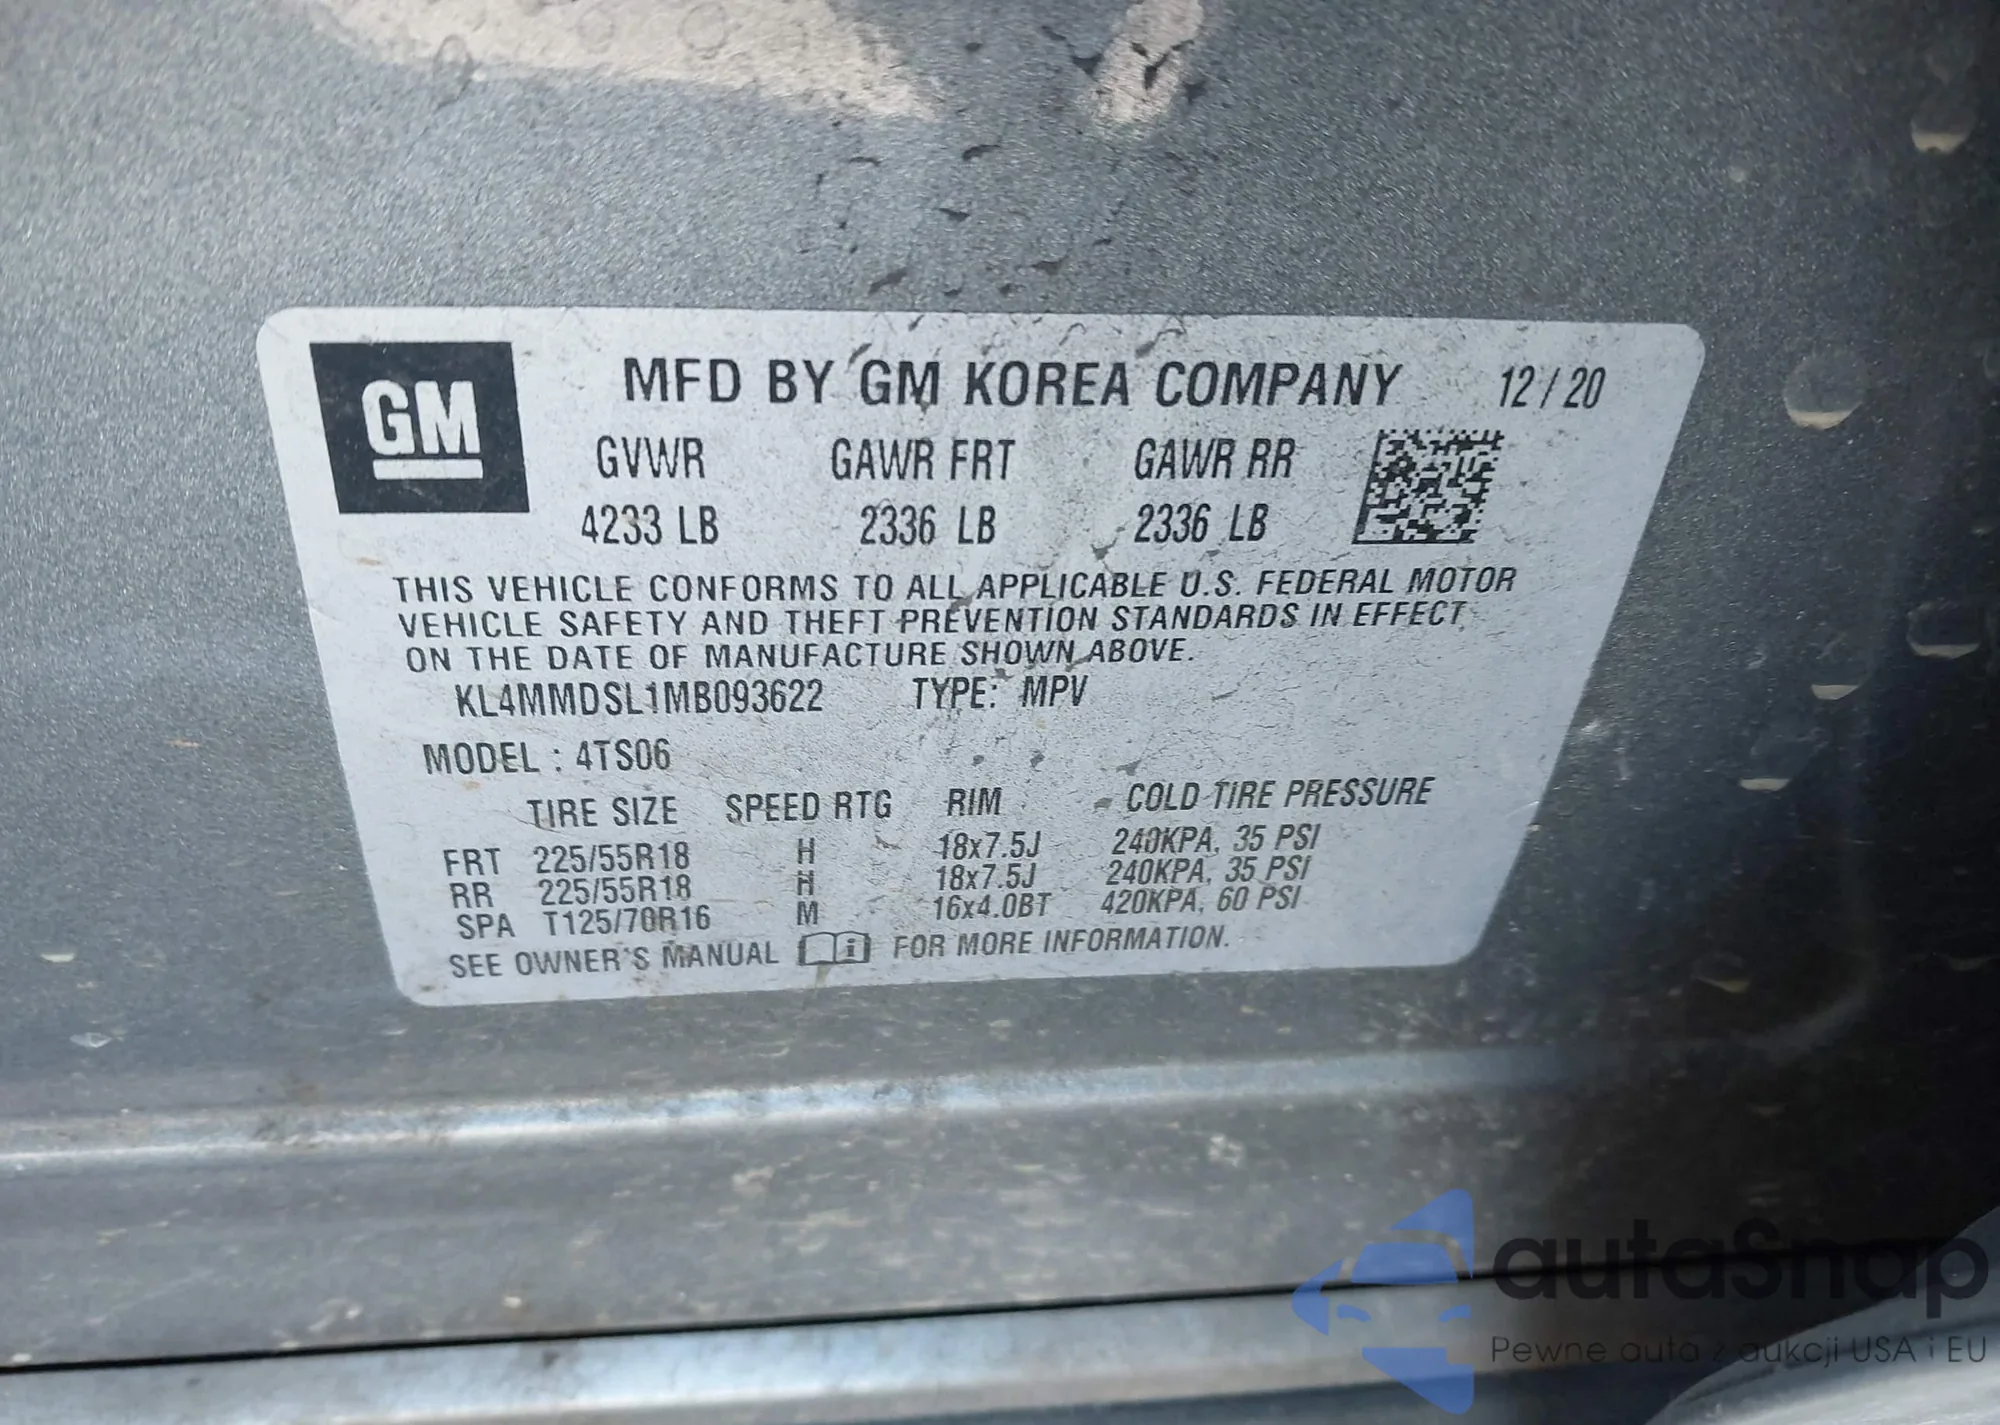 GM
MFD BY GM KOREA COMPANY 12/20
GVWR GAWR FRT GAWR RR
4233 LB 2336 LB 2336 LB
THIS VEHICLE CONFORMS TO ALL APPLICABLE U.S. FEDERAL MOTOR
VEHICLE SAFETY AND THEFT PREVENTION STANDARDS IN EFFECT
ON THE DATE OF MANUFACTURE SHOWN ABOVE.
KL4MMDSL1MB093622 TYPE: MPV
MODEL : 4TS06
TIRE SIZE SPEED RTG RIM COLD TIRE PRESSURE
FRT 225/55R18 H 18x7.5J 240KPA, 35 PSI
RR 225/55R18 H 18x7.5J 240KPA, 35 PSI
SPA T125/70R16 M 16x4.0BT 420KPA, 60 PSI
SEE OWNER'S MANUAL i FOR MORE INFORMATION.
autaSnap
Pewne auta z aukcji USA i EU